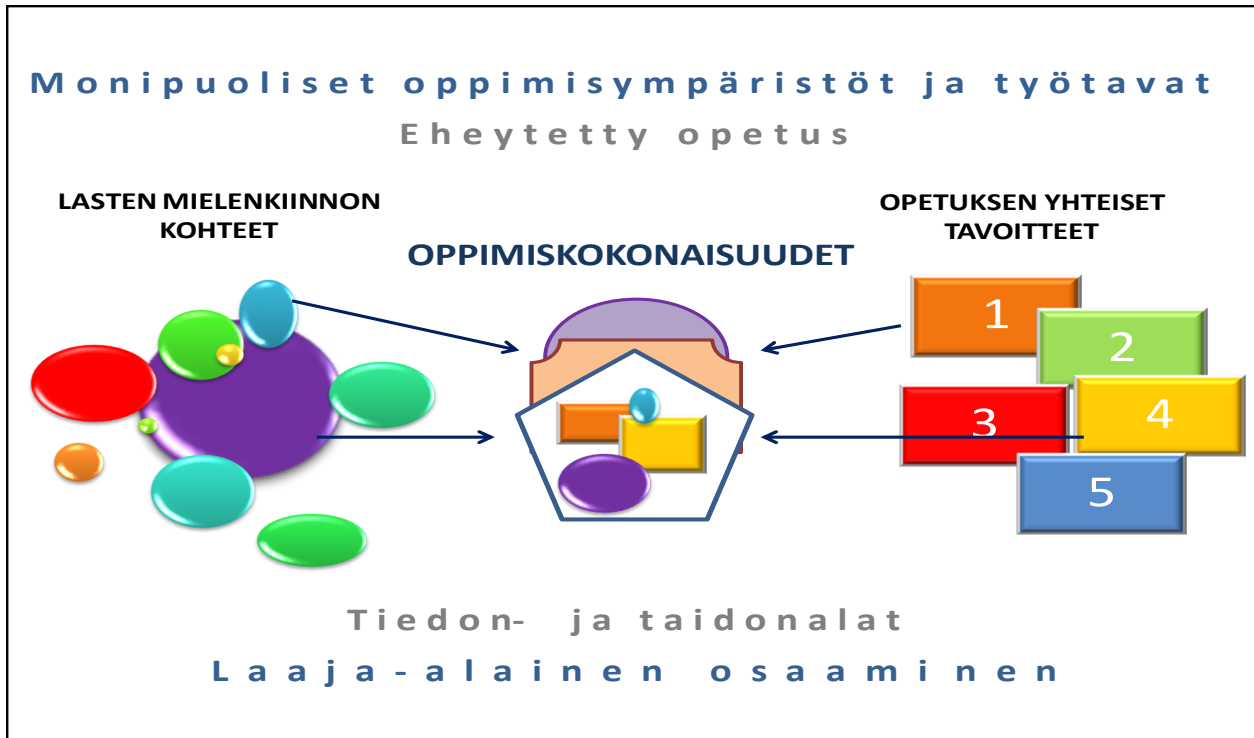 Monipuoliset oppimisympäristöt ja työtavat
Eheytetty opetus
LASTEN MIELENKIINNON
KOHTEET
OPPIMISKOKONAISUUDET
OPETUKSEN YHTEISET
TAVOITTEET
1
2
3
4
5
Tiedon- ja taidonalat
Laaja-alainen osaaminen